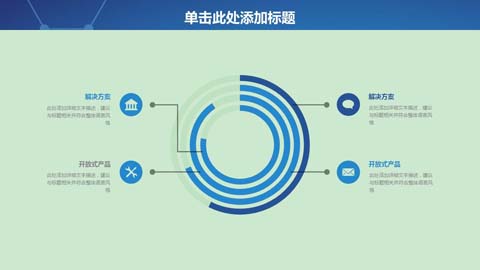 单击此处添加标题
解决方案
此处添加详细文字描述，建议
与标题相关并符合整体语言风
格
开放式产品
此处添加详细文字描述，建议
与标题相关并符合整体语言风
格
解决方案
此处添加详细文字描述，建议
与标题相关并符合整体语言风
格
开放式产品
此处添加详细文字描述，建议
与标题相关并符合整体语言风
格